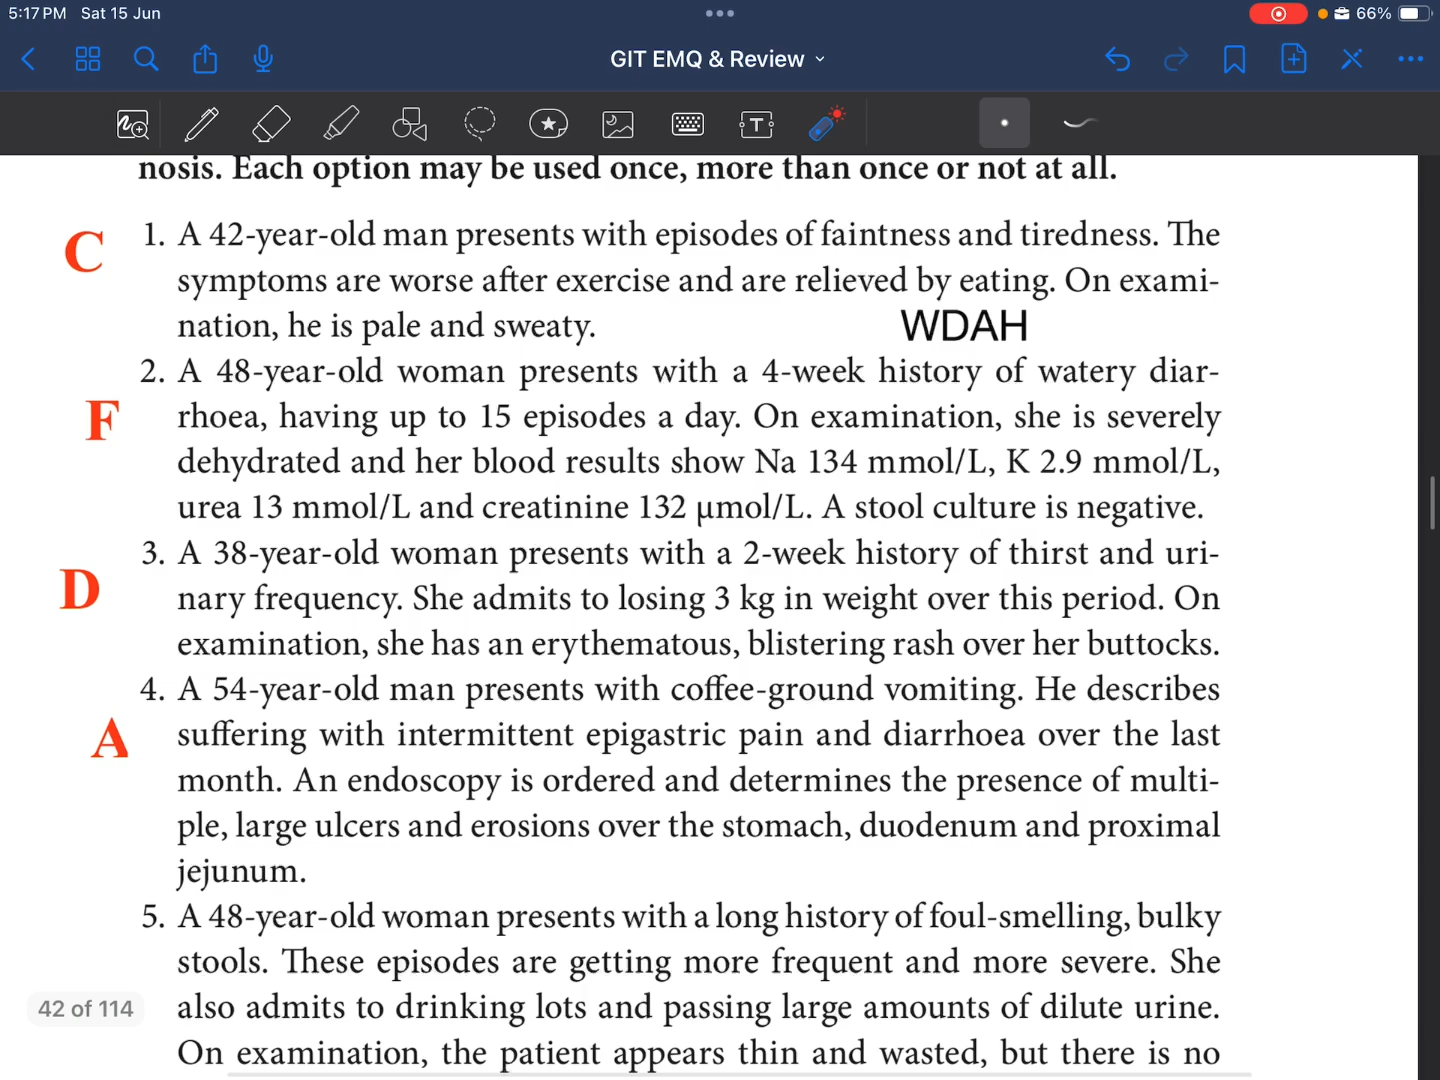 5:17 PM Sat 15 Jun
66%
GIT EMQ & Review
nosis. Each option may be used once, more than once or not at all.
C
1. A 42-year-old man presents with episodes of faintness and tiredness. The
symptoms are worse after exercise and are relieved by eating. On exami-
nation, he is pale and sweaty.
WDAH
2. A 48-year-old woman presents with a 4-week history of watery diar-
F
rhoea, having up to 15 episodes a day. On examination, she is severely
dehydrated and her blood results show Na 134 mmol/L, K 2.9 mmol/L,
urea 13 mmol/L and creatinine 132 μmol/L. A stool culture is negative.
3. A 38-year-old woman presents with a 2-week history of thirst and uri-
D
nary frequency. She admits to losing 3 kg in weight over this period. On
examination, she has an erythematous, blistering rash over her buttocks.
4. A 54-year-old man presents with coffee-ground vomiting. He describes
A
suffering with intermittent epigastric pain and diarrhoea over the last
month. An endoscopy is ordered and determines the presence of multi-
ple, large ulcers and erosions over the stomach, duodenum and proximal
jejunum.
5. A 48-year-old woman presents with a long history of foul-smelling, bulky
stools. These episodes are getting more frequent and more severe. She
42 of 114
also admits to drinking lots and passing large amounts of dilute urine.
On examination, the patient appears thin and wasted, but there is no